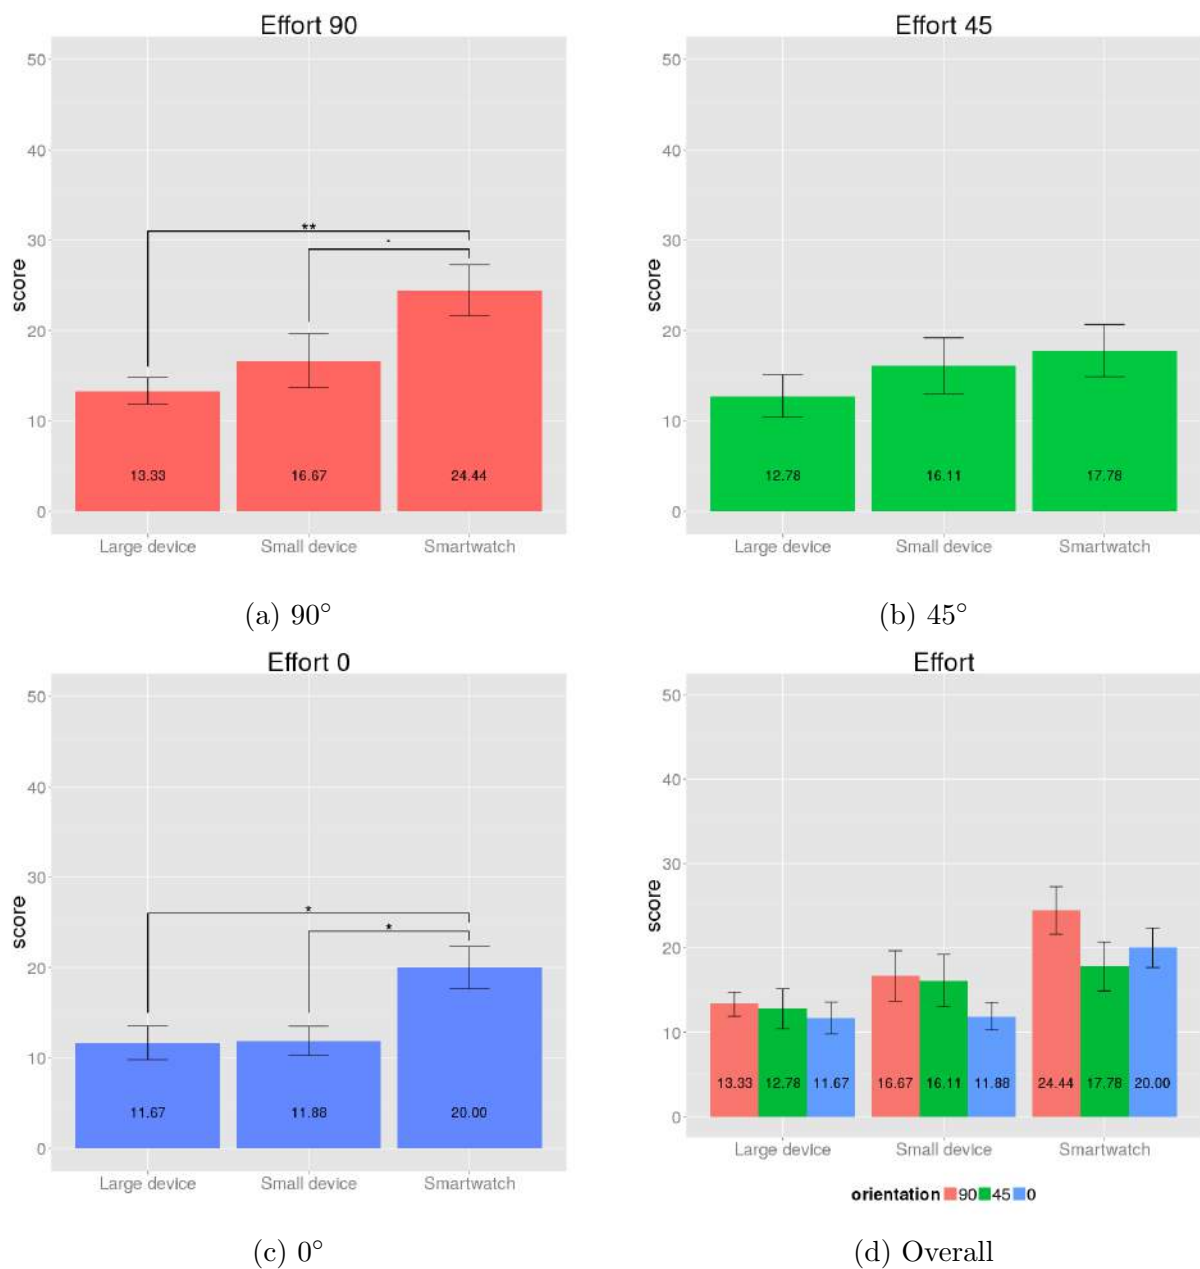 Effort 90
50
40
30
20
10
0
score
**
.
13.33 16.67 24.44
Large device Small device Smartwatch
(a) 90°
Effort 45
50
40
30
20
10
0
score
12.78 16.11 17.78
Large device Small device Smartwatch
(b) 45°
Effort 0
50
40
30
20
10
0
score
*
*
11.67 11.88 20.00
Large device Small device Smartwatch
(c) 0°
Effort
50
40
30
20
10
0
score
13.33 12.78 11.67 16.67 16.11 11.88 24.44 17.78 20.00
Large device Small device Smartwatch
orientation 90 45 0
(d) Overall